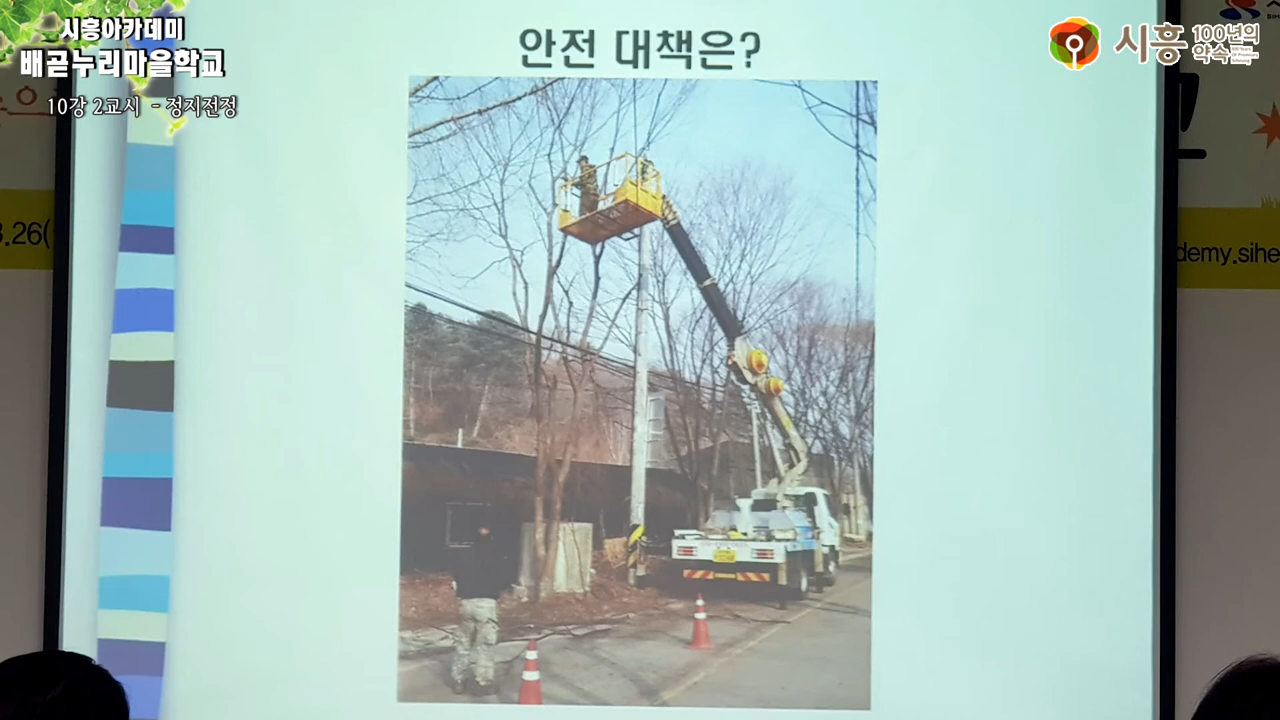 시흥아카데미
배곧누리마을학교
10강 2교시 - 정지전정
안전 대책은?
시흥 100년의
약속
3.26(
demy.sihe